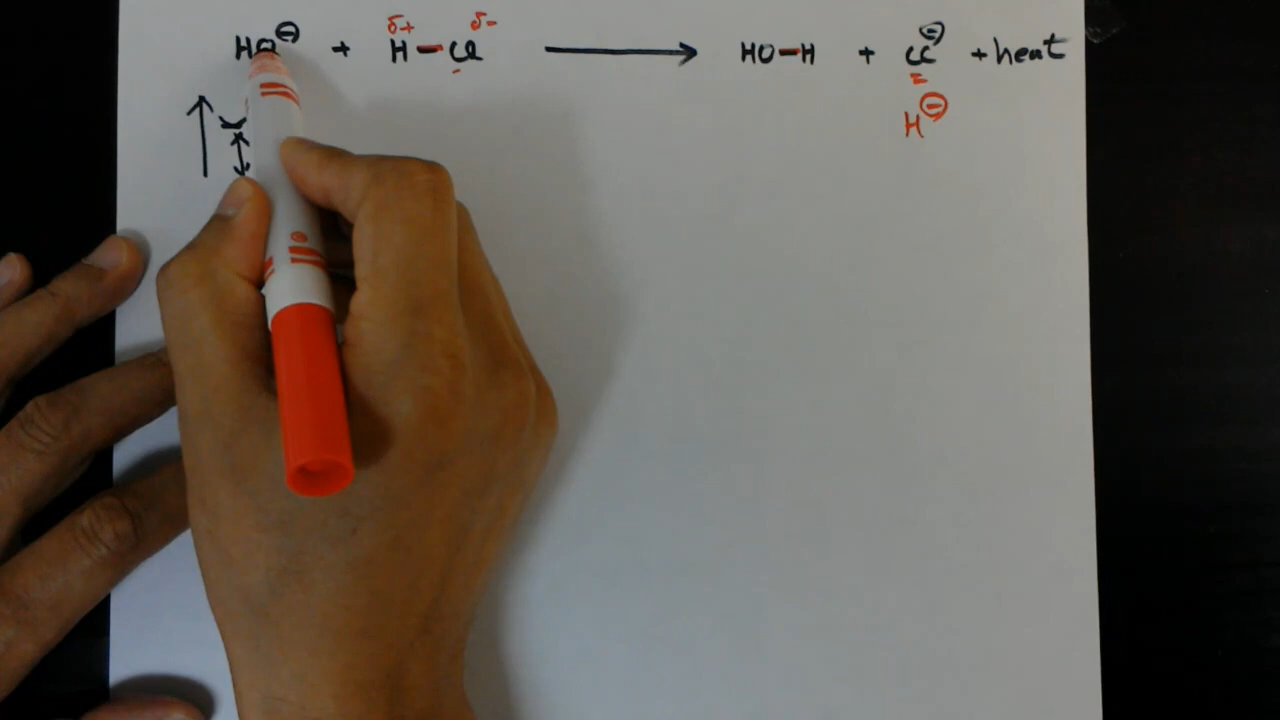 δ+ δ-
HO⊖ + H–Cl ⟶ HO–H + Cl⊖ + heat
H⊖